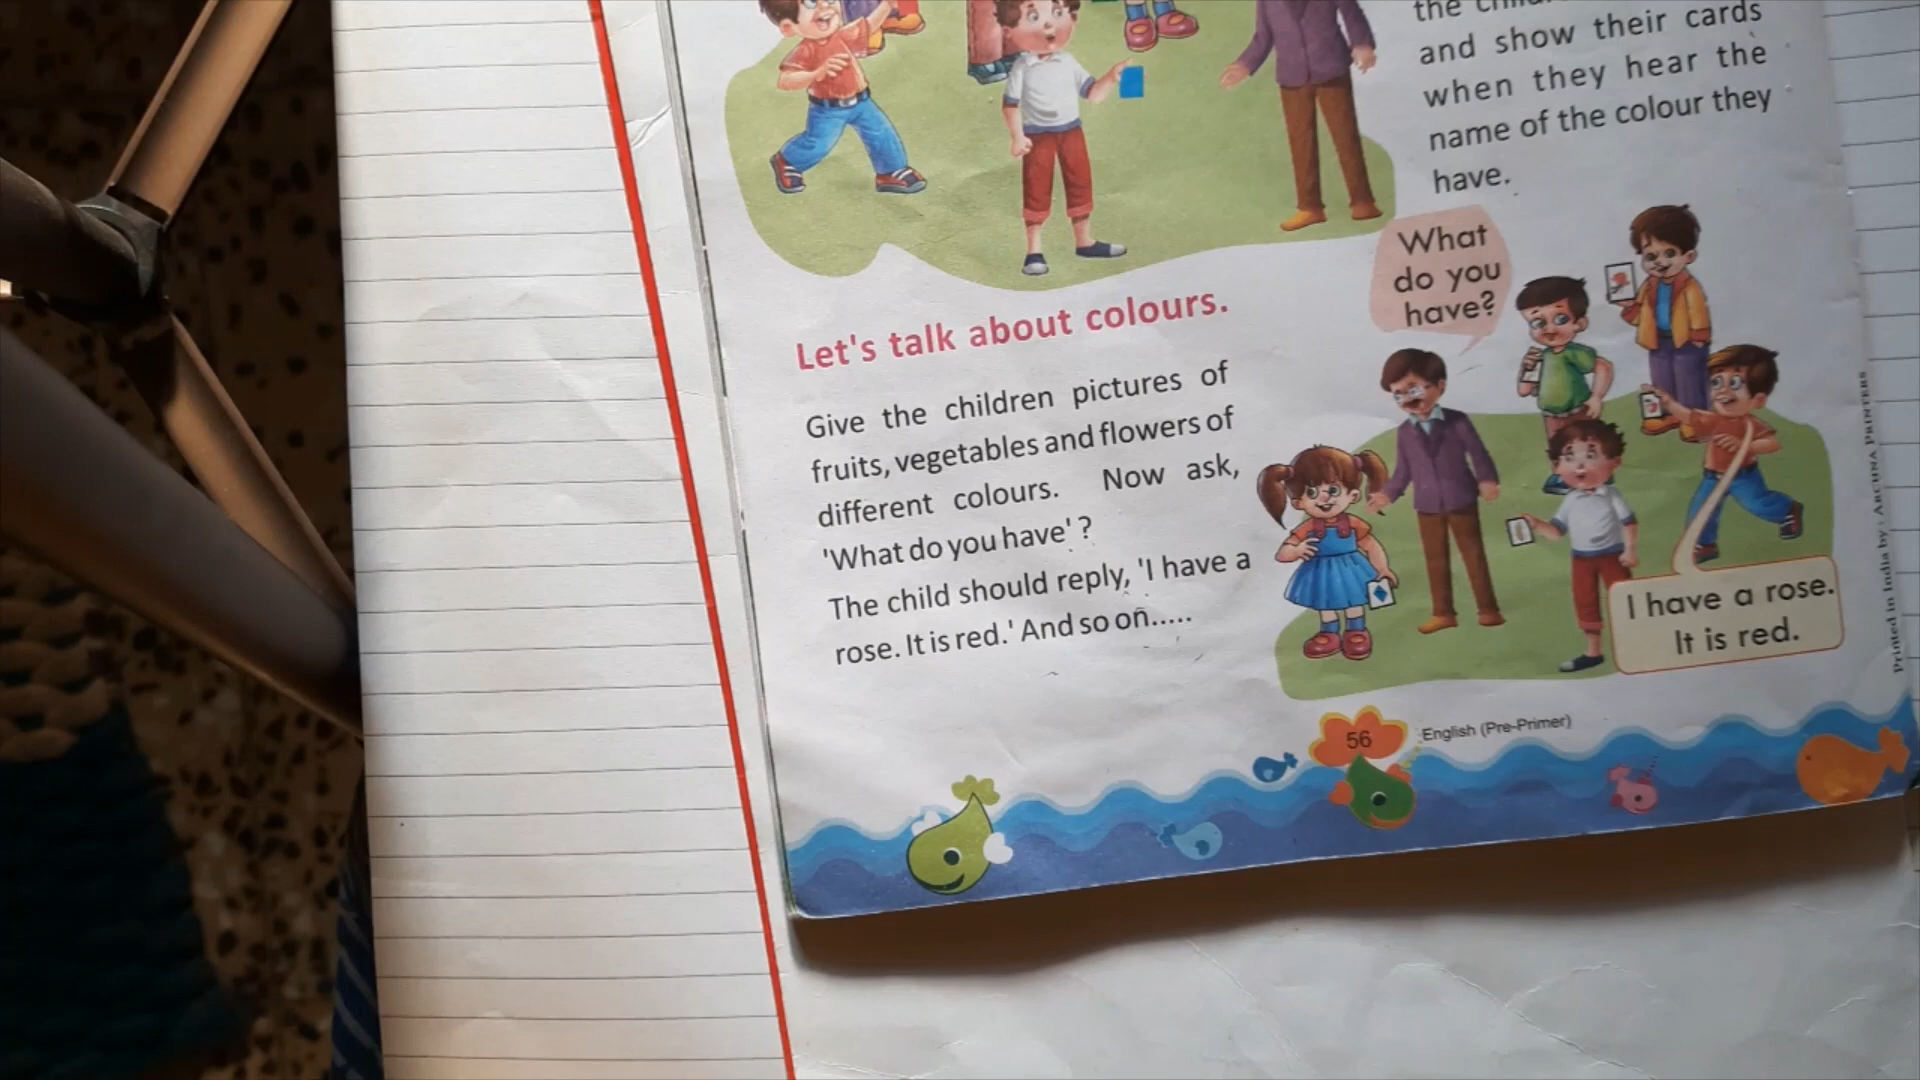 the
and show their cards
when they hear the
name of the colour they
have.
What
do you
have?
Let's talk about colours.
Give the children pictures of
fruits, vegetables and flowers of
different colours. Now ask,
'What do you have' ?
The child should reply, 'I have a
rose. It is red.' And so on.....
I have a rose.
It is red.
Printed in India by : ARCHNA PRINTERS
56
English (Pre-Primer)